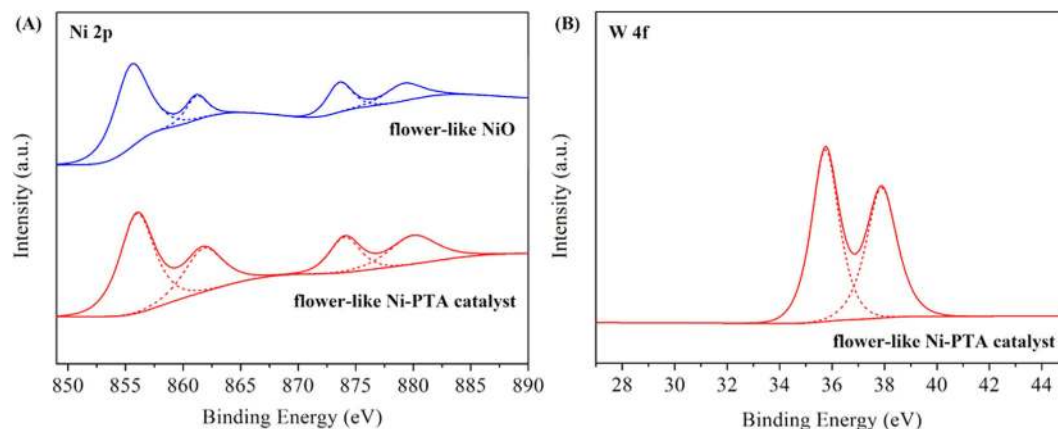 (A)
Ni 2p
flower-like NiO
flower-like Ni-PTA catalyst
Intensity (a.u.)
850 855 860 865 870 875 880 885 890
Binding Energy (eV)
(B)
W 4f
flower-like Ni-PTA catalyst
Intensity (a.u.)
28 30 32 34 36 38 40 42 44
Binding Energy (eV)